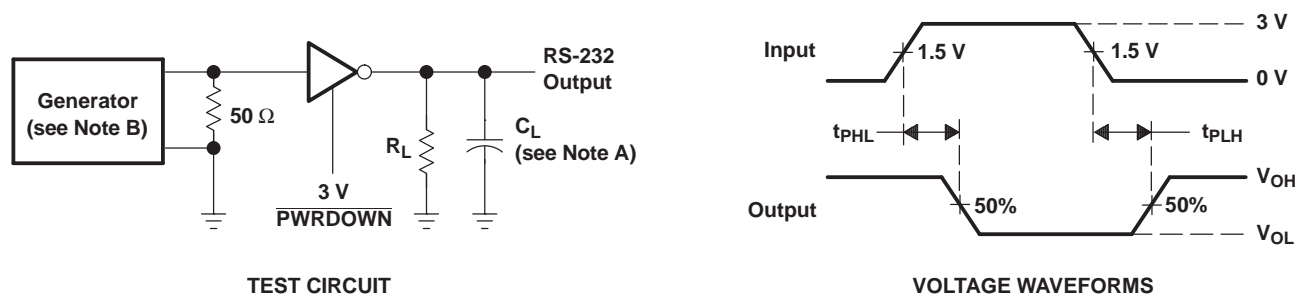 Generator
(see Note B)
50 Ω
3 V
PWRDOWN
R_L
C_L
(see Note A)
RS-232
Output
TEST CIRCUIT
Input
1.5 V
1.5 V
3 V
0 V
t_PHL
t_PLH
Output
50%
50%
V_OH
V_OL
VOLTAGE WAVEFORMS